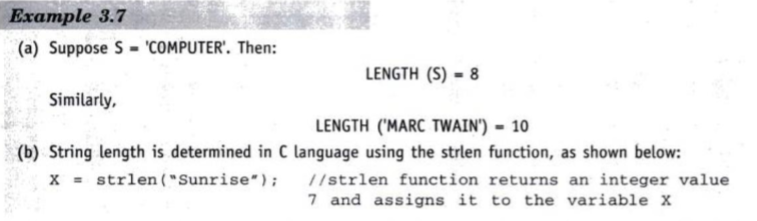 Example 3.7
(a) Suppose S = 'COMPUTER'. Then:
LENGTH (S) = 8
Similarly,
LENGTH ('MARC TWAIN') = 10
(b) String length is determined in C language using the strlen function, as shown below:
X = strlen("Sunrise"); //strlen function returns an integer value
7 and assigns it to the variable X